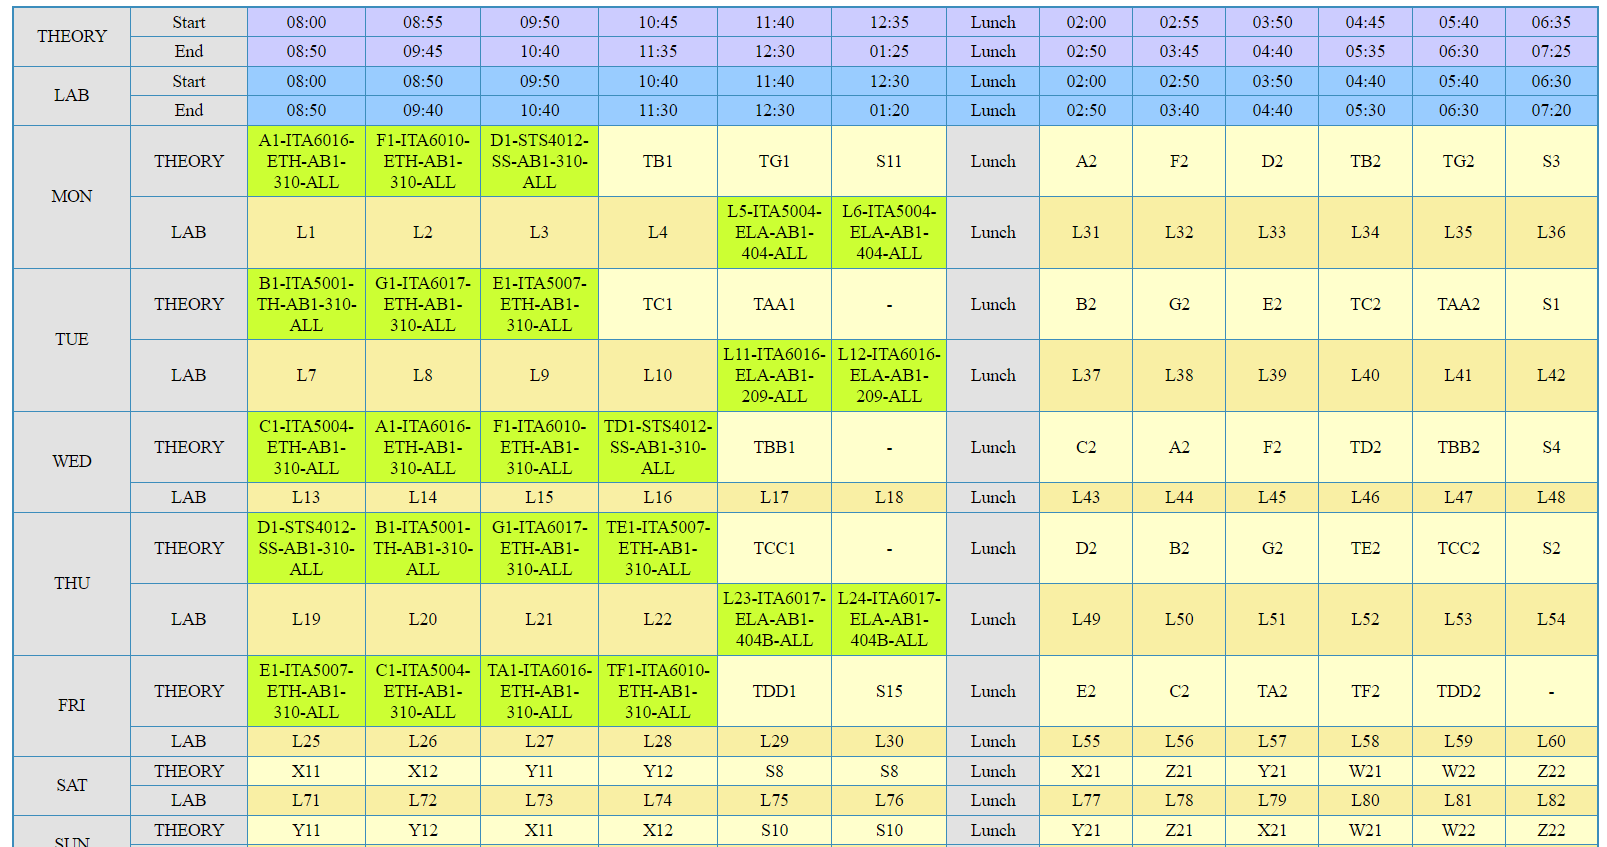 THEORY Start 08:00 08:55 09:50 10:45 11:40 12:35 Lunch 02:00 02:55 03:50 04:45 05:40 06:35
End 08:50 09:45 10:40 11:35 12:30 01:25 Lunch 02:50 03:45 04:40 05:35 06:30 07:25
LAB Start 08:00 08:50 09:50 10:40 11:40 12:30 Lunch 02:00 02:50 03:50 04:40 05:40 06:30
End 08:50 09:40 10:40 11:30 12:30 01:20 Lunch 02:50 03:40 04:40 05:30 06:30 07:20
MON THEORY A1-ITA6016-ETH-AB1-310-ALL F1-ITA6010-ETH-AB1-310-ALL D1-STS4012-SS-AB1-310-ALL TB1 TG1 S11 Lunch A2 F2 D2 TB2 TG2 S3
LAB L1 L2 L3 L4 L5-ITA5004-ELA-AB1-404-ALL L6-ITA5004-ELA-AB1-404-ALL Lunch L31 L32 L33 L34 L35 L36
TUE THEORY B1-ITA5001-TH-AB1-310-ALL G1-ITA6017-ETH-AB1-310-ALL E1-ITA5007-ETH-AB1-310-ALL TC1 TAA1 - Lunch B2 G2 E2 TC2 TAA2 S1
LAB L7 L8 L9 L10 L11-ITA6016-ELA-AB1-209-ALL L12-ITA6016-ELA-AB1-209-ALL Lunch L37 L38 L39 L40 L41 L42
WED THEORY C1-ITA5004-ETH-AB1-310-ALL A1-ITA6016-ETH-AB1-310-ALL F1-ITA6010-ETH-AB1-310-ALL TD1-STS4012-SS-AB1-310-ALL TBB1 - Lunch C2 A2 F2 TD2 TBB2 S4
LAB L13 L14 L15 L16 L17 L18 Lunch L43 L44 L45 L46 L47 L48
THU THEORY D1-STS4012-SS-AB1-310-ALL B1-ITA5001-TH-AB1-310-ALL G1-ITA6017-ETH-AB1-310-ALL TE1-ITA5007-ETH-AB1-310-ALL TCC1 - Lunch D2 B2 G2 TE2 TCC2 S2
LAB L19 L20 L21 L22 L23-ITA6017-ELA-AB1-404B-ALL L24-ITA6017-ELA-AB1-404B-ALL Lunch L49 L50 L51 L52 L53 L54
FRI THEORY E1-ITA5007-ETH-AB1-310-ALL C1-ITA5004-ETH-AB1-310-ALL TA1-ITA6016-ETH-AB1-310-ALL TF1-ITA6010-ETH-AB1-310-ALL TDD1 S15 Lunch E2 C2 TA2 TF2 TDD2 -
LAB L25 L26 L27 L28 L29 L30 Lunch L55 L56 L57 L58 L59 L60
SAT THEORY X11 X12 Y11 Y12 S8 S8 Lunch X21 Z21 Y21 W21 W22 Z22
LAB L71 L72 L73 L74 L75 L76 Lunch L77 L78 L79 L80 L81 L82
SUN THEORY Y11 Y12 X11 X12 S10 S10 Lunch Y21 Z21 X21 W21 W22 Z22